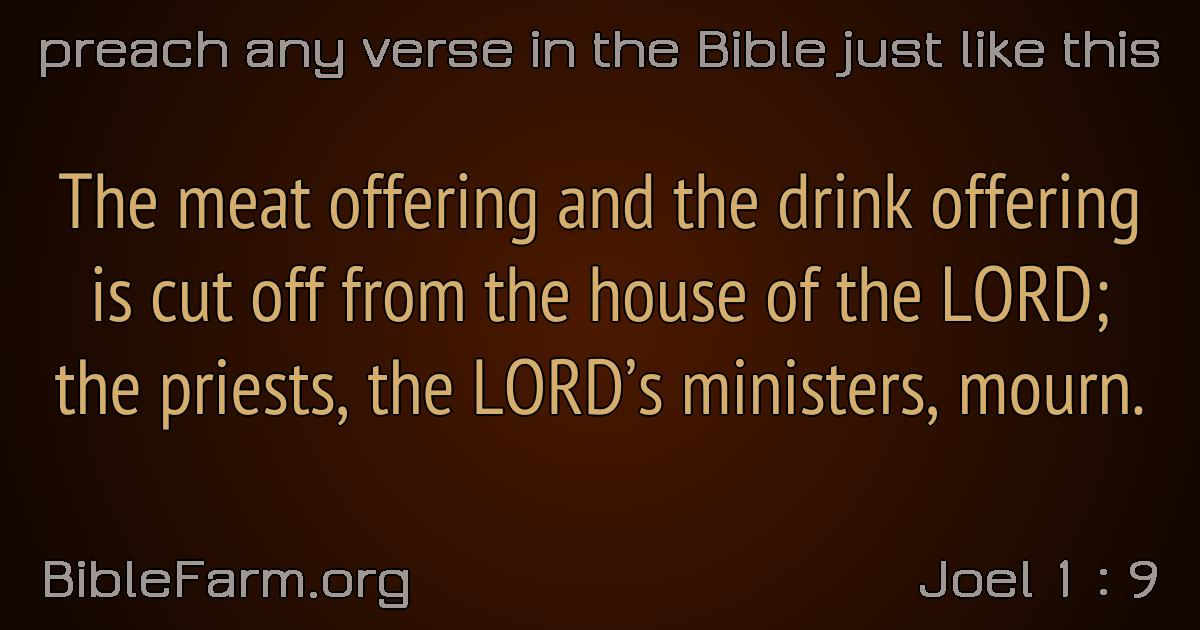 preach any verse in the Bible just like this
The meat offering and the drink offering
is cut off from the house of the LORD;
the priests, the LORD’s ministers, mourn.
BibleFarm.org
Joel 1 : 9